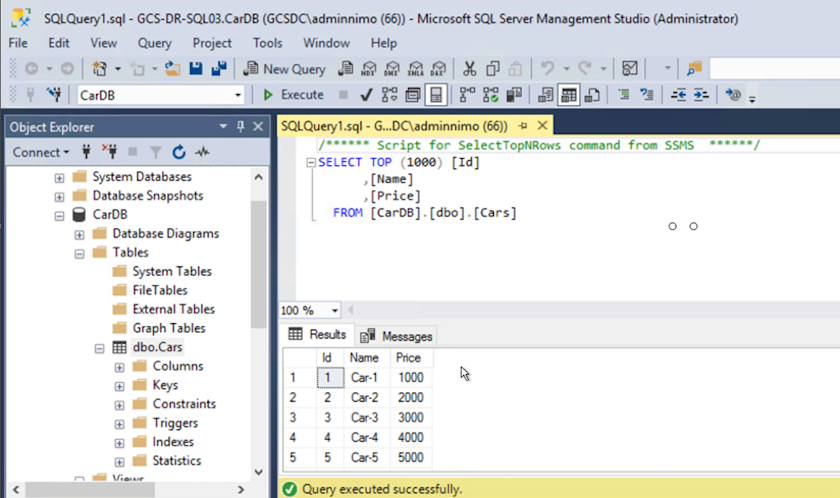 SQLQuery1.sql - GCS-DR-SQL03.CarDB (GCSDC\adminnimo (66)) - Microsoft SQL Server Management Studio (Administrator)
File Edit View Query Project Tools Window Help
New Query MDX DMX XMLA DAX
CarDB Execute
Object Explorer
Connect
System Databases
Database Snapshots
CarDB
Database Diagrams
Tables
System Tables
FileTables
External Tables
Graph Tables
dbo.Cars
Columns
Keys
Constraints
Triggers
Indexes
Statistics
Views
SQLQuery1.sql - G...DC\adminnimo (66))
/****** Script for SelectTopNRows command from SSMS ******/
SELECT TOP (1000) [Id]
,[Name]
,[Price]
FROM [CarDB].[dbo].[Cars]
100 %
Results Messages
Id Name Price
1 1 Car-1 1000
2 2 Car-2 2000
3 3 Car-3 3000
4 4 Car-4 4000
5 5 Car-5 5000
Query executed successfully.